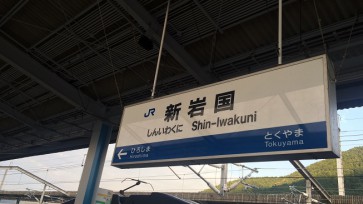 JR 新岩国
しんいわくに Shin-Iwakuni
ひろしま とくやま
Hiroshima Tokuyama